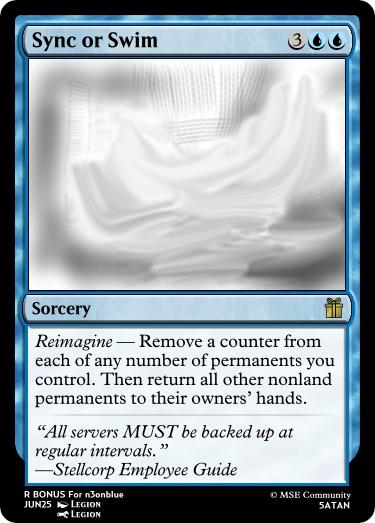 Sync or Swim 3
Sorcery
Reimagine — Remove a counter from
each of any number of permanents you
control. Then return all other nonland
permanents to their owners’ hands.
“All servers MUST be backed up at
regular intervals.”
—Stellcorp Employee Guide
R BONUS For n3onblue © MSE Community
JUN25 Legion 5ATAN
Legion